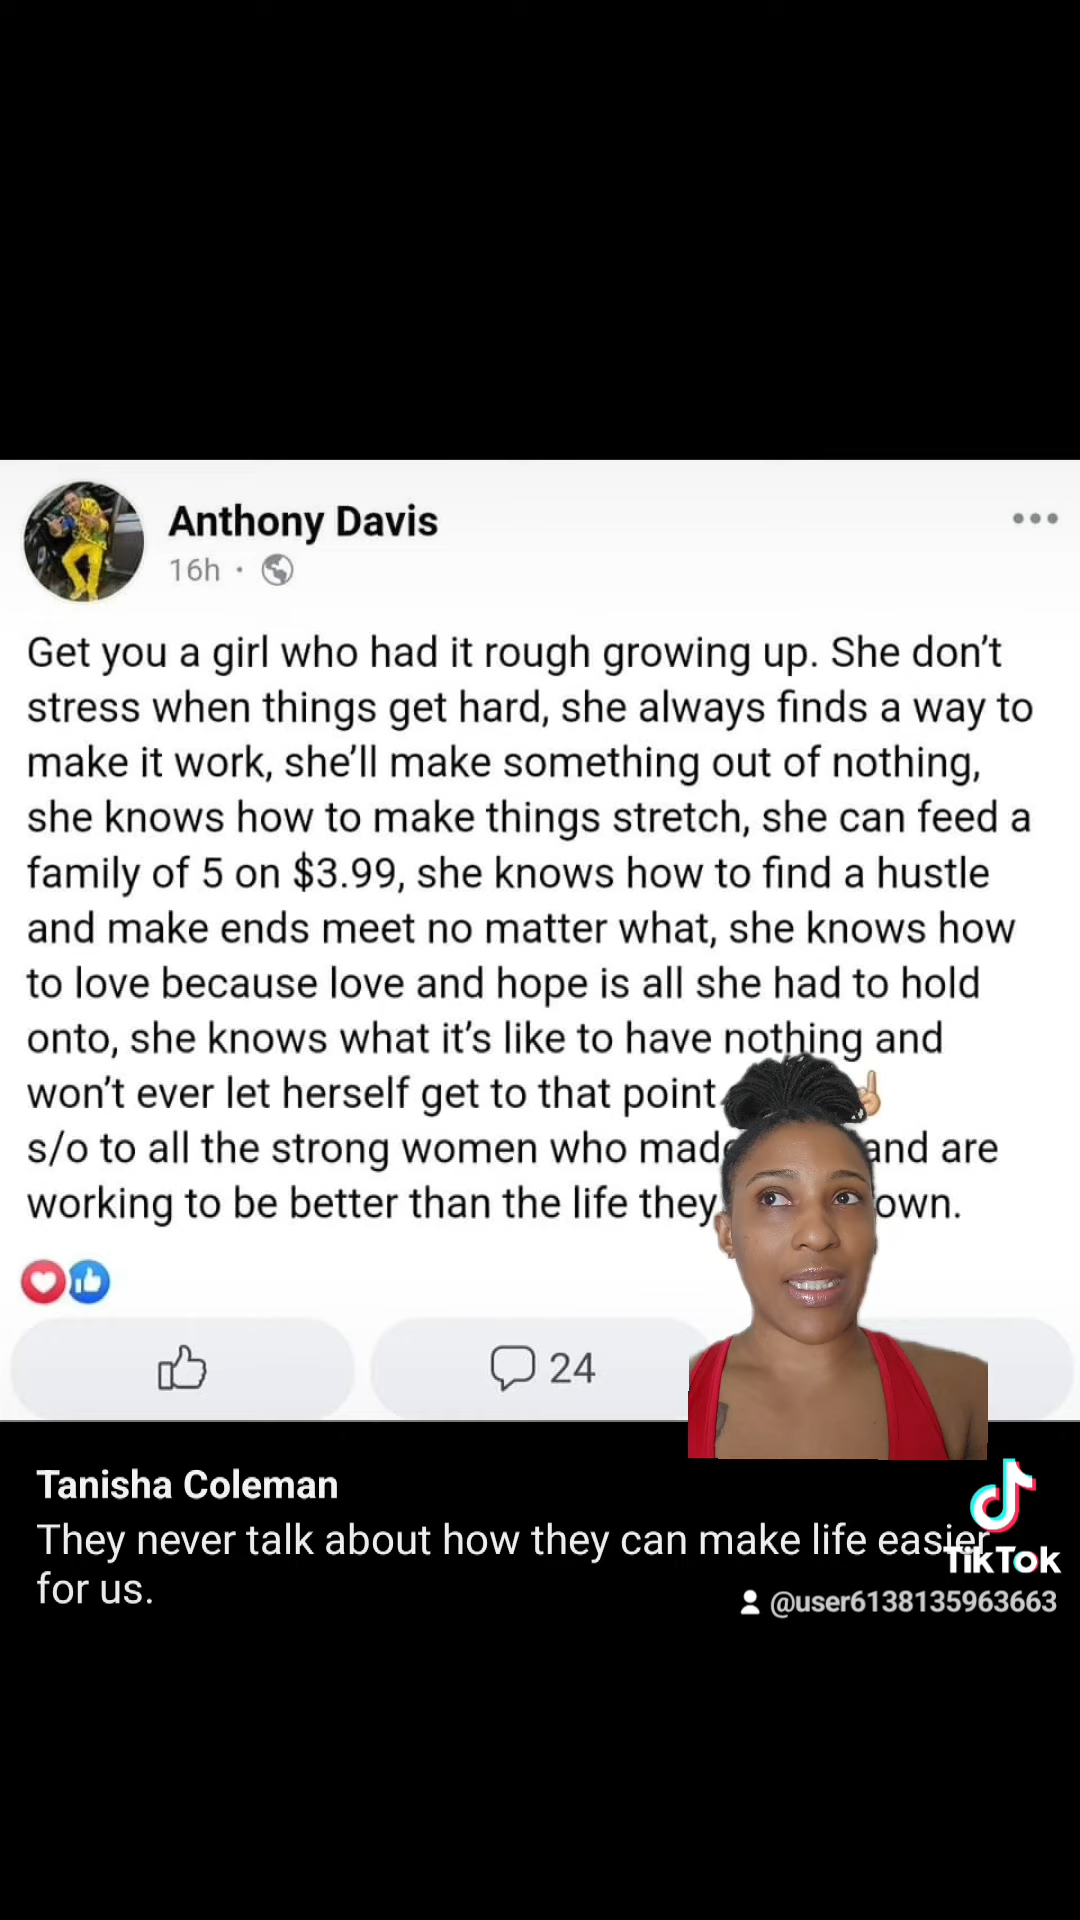 Anthony Davis
16h ·
Get you a girl who had it rough growing up. She don't
stress when things get hard, she always finds a way to
make it work, she'll make something out of nothing,
she knows how to make things stretch, she can feed a
family of 5 on $3.99, she knows how to find a hustle
and make ends meet no matter what, she knows how
to love because love and hope is all she had to hold
onto, she knows what it's like to have nothing and
won't ever let herself get to that point
s/o to all the strong women who and are
working to be better than the life they
24
Tanisha Coleman
They never talk about how they can make life easier
for us.
TikTok
@user6138135963663